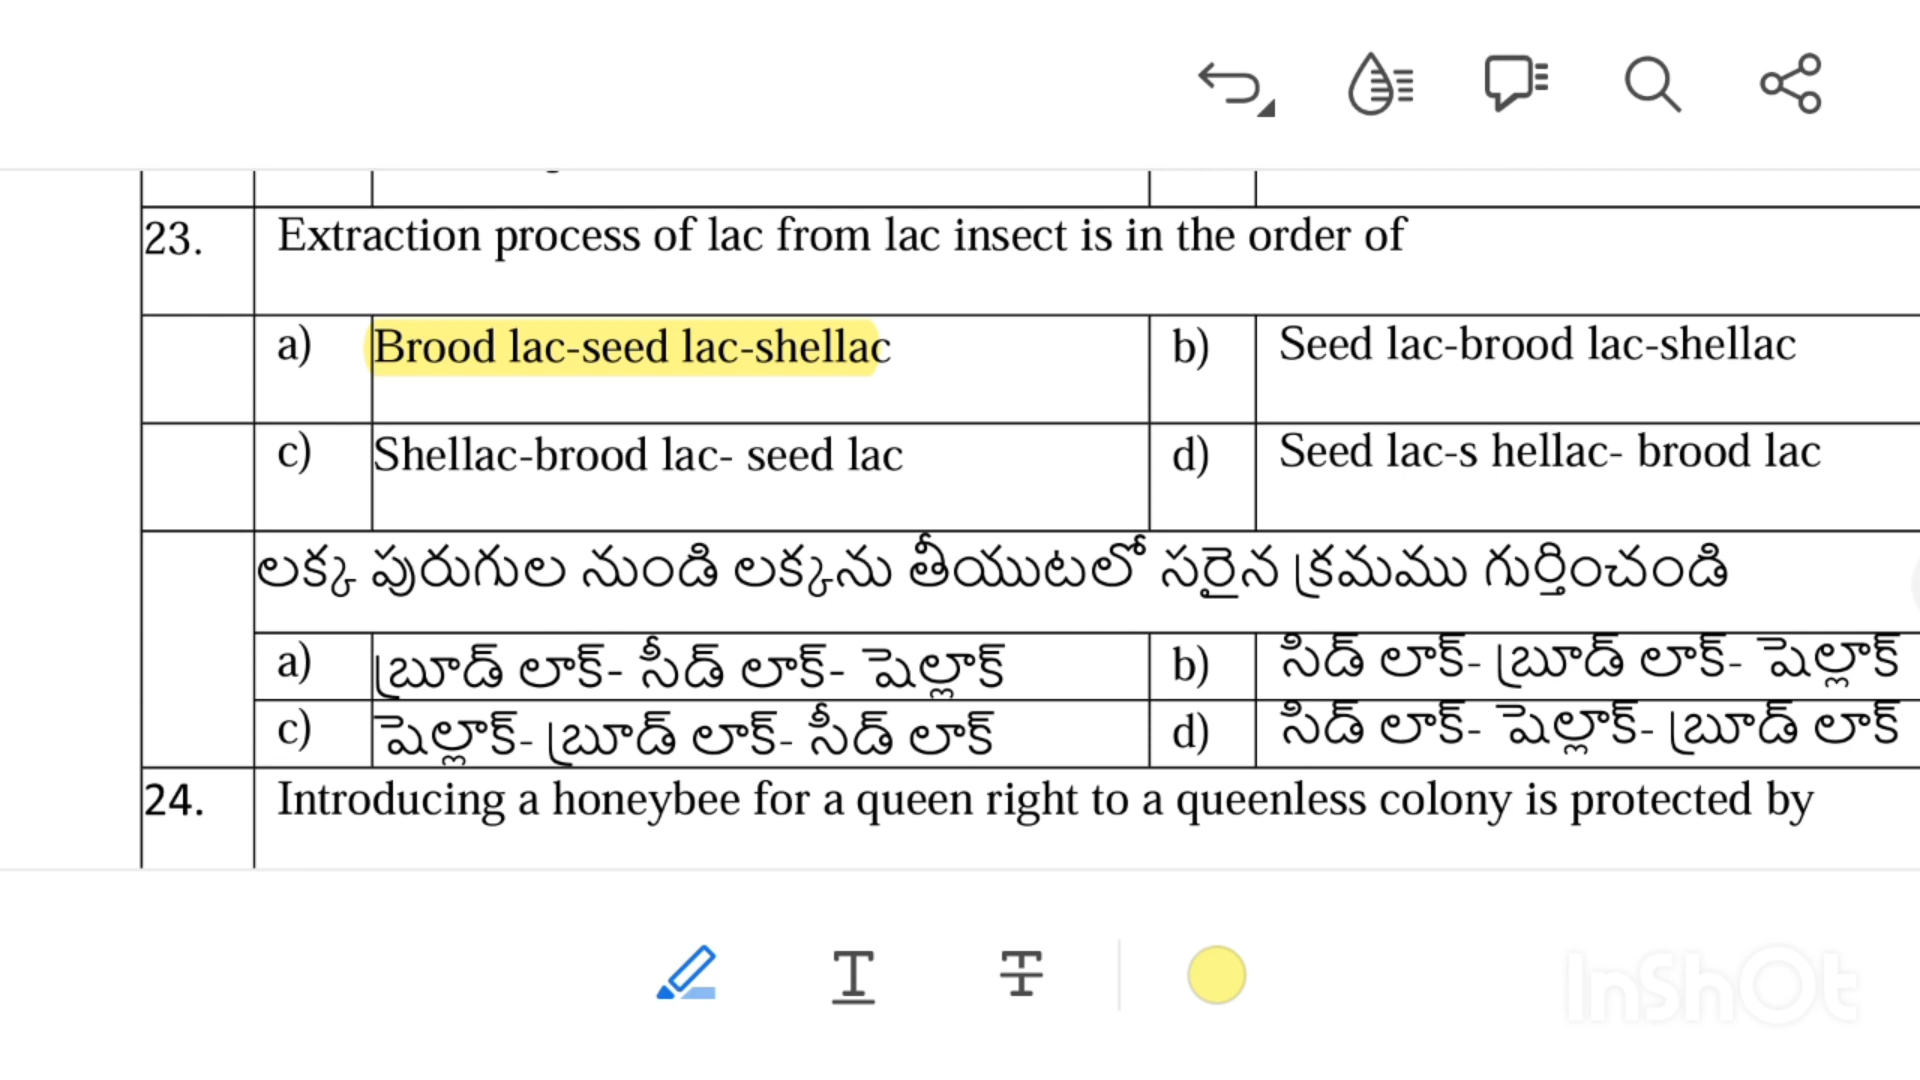 23. Extraction process of lac from lac insect is in the order of
a) Brood lac-seed lac-shellac b) Seed lac-brood lac-shellac
c) Shellac-brood lac- seed lac d) Seed lac-s hellac- brood lac
లక్క పురుగుల నుండి లక్కను తీయుటలో సరైన క్రమము గుర్తించండి
a) బ్రూడ్ లాక్- సీడ్ లాక్- షెల్లాక్ b) సిడ్ లాక్- బ్రూడ్ లాక్- షెల్లాక్
c) షెల్లాక్- బ్రూడ్ లాక్- సీడ్ లాక్ d) సిడ్ లాక్- షెల్లాక్- బ్రూడ్ లాక్
24. Introducing a honeybee for a queen right to a queenless colony is protected by
InShOt